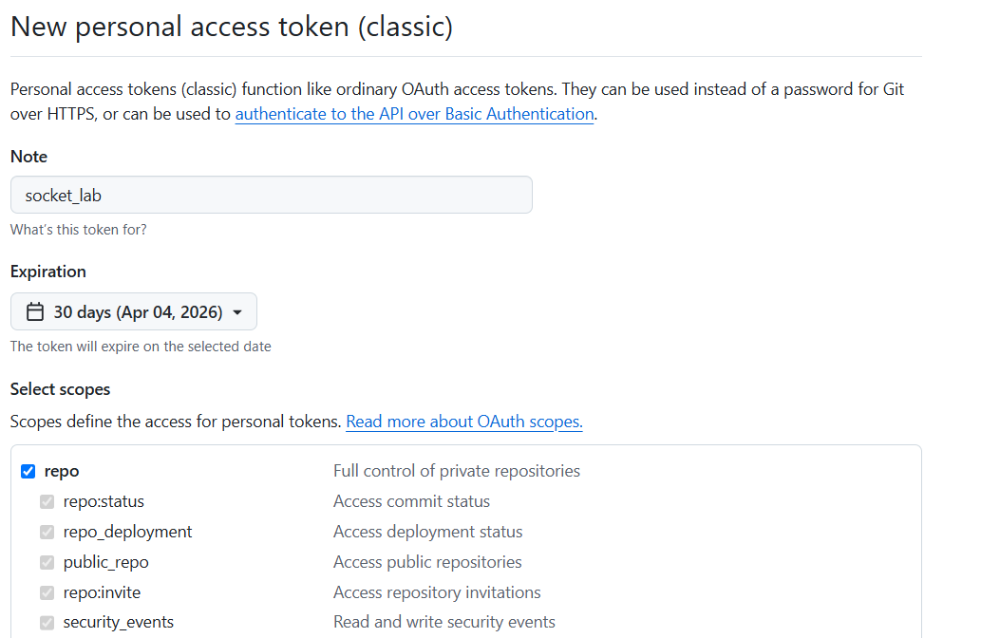 New personal access token (classic)
Personal access tokens (classic) function like ordinary OAuth access tokens. They can be used instead of a password for Git
over HTTPS, or can be used to authenticate to the API over Basic Authentication.
Note
socket_lab
What's this token for?
Expiration
30 days (Apr 04, 2026)
The token will expire on the selected date
Select scopes
Scopes define the access for personal tokens. Read more about OAuth scopes.
repo Full control of private repositories
repo:status Access commit status
repo_deployment Access deployment status
public_repo Access public repositories
repo:invite Access repository invitations
security_events Read and write security events